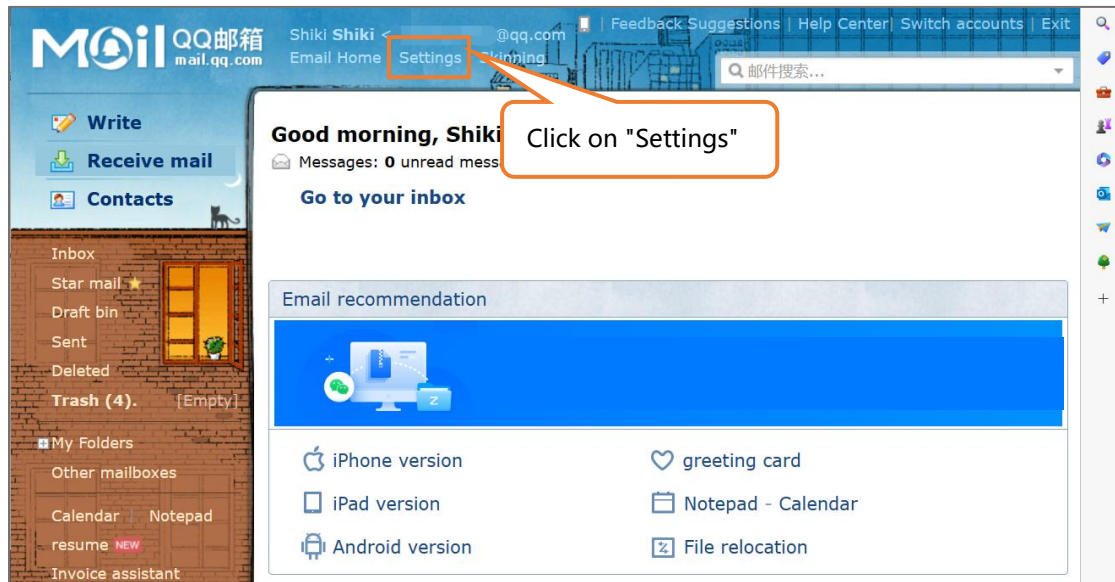 MOil QQ邮箱
mail.qq.com
Shiki Shiki < @qq.com
| Feedback Suggestions | Help Center| Switch accounts | Exit
Email Home Settings Skinning
邮件搜索...
Click on "Settings"
Write
Receive mail
Contacts
Good morning, Shiki
Messages: 0 unread mess
Go to your inbox
Inbox
Star mail
Draft bin
Sent
Deleted
Trash (4). [Empty]
My Folders
Other mailboxes
Calendar | Notepad
resume NEW
Invoice assistant
Email recommendation
Z
iPhone version
greeting card
iPad version
Notepad - Calendar
Android version
File relocation